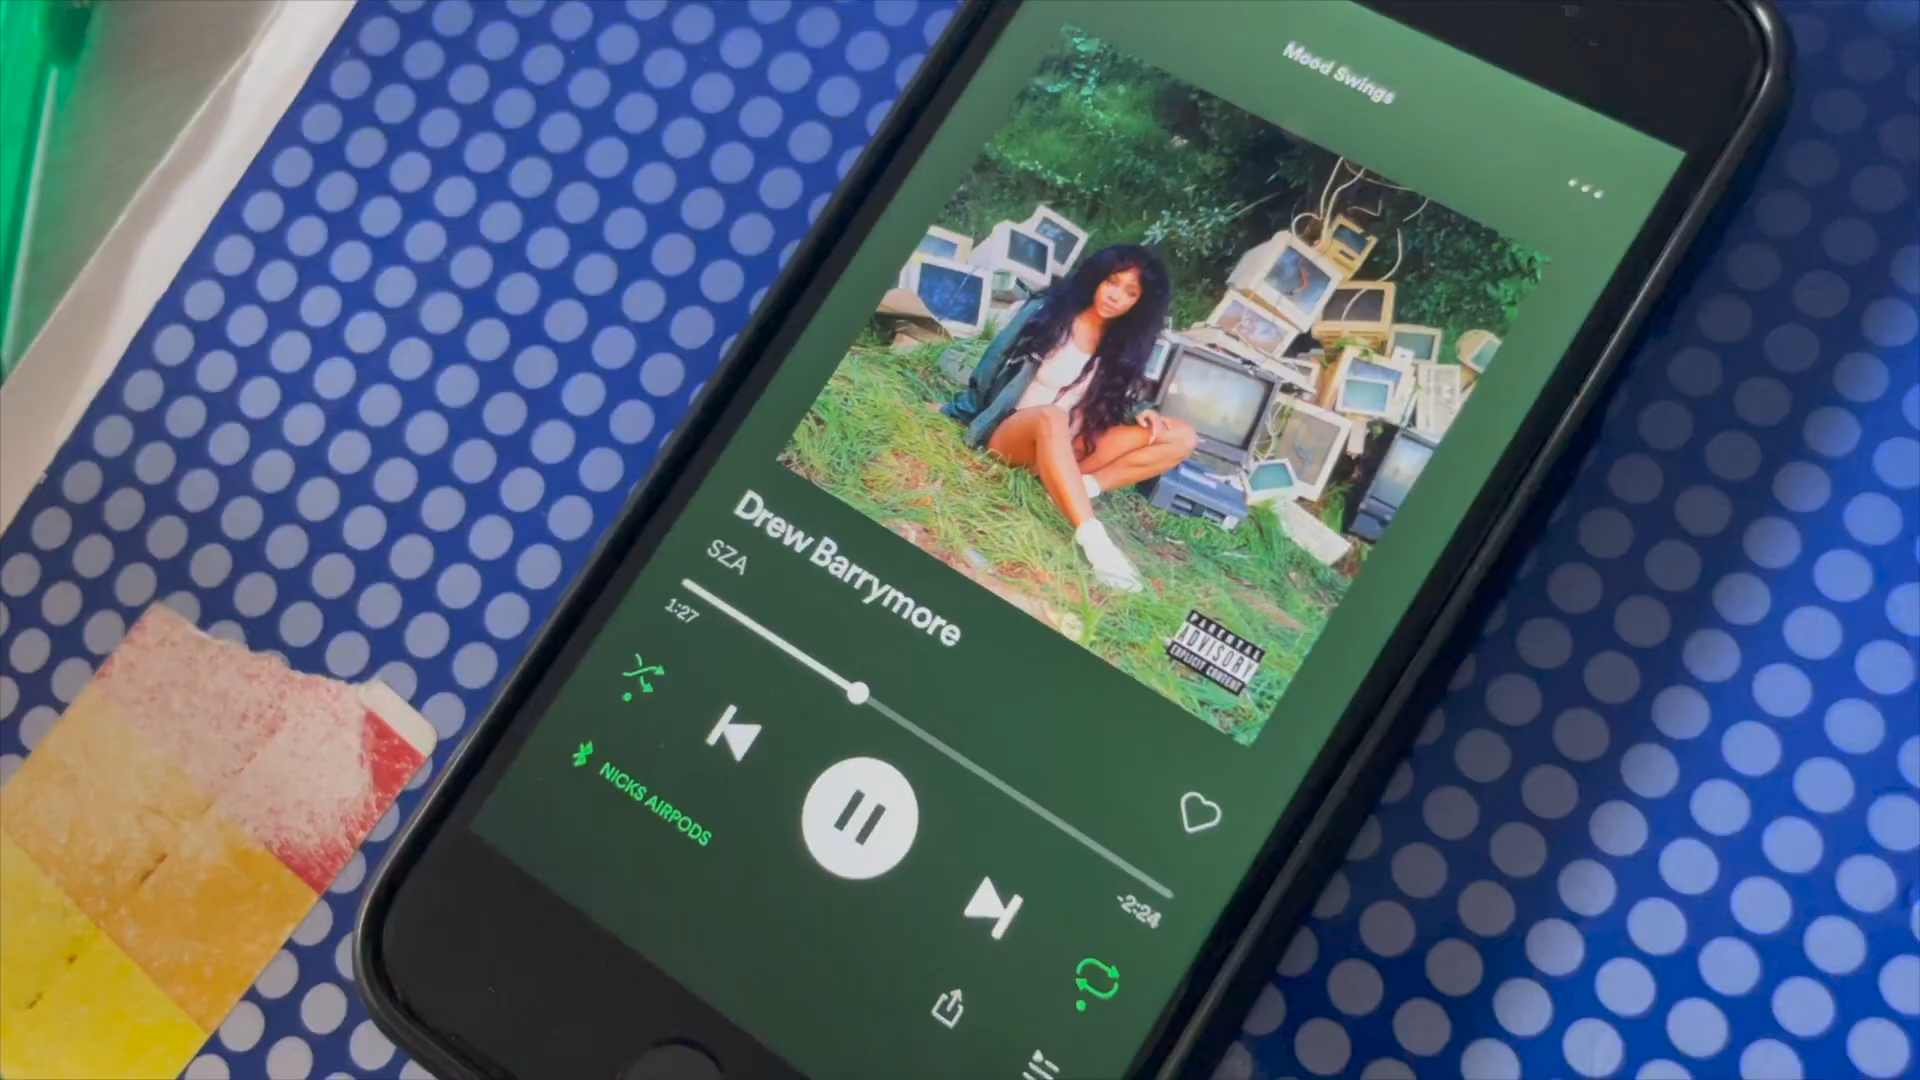 Mood Swings
PARENTAL
ADVISORY
EXPLICIT CONTENT
Drew Barrymore
SZA
1:27
-2:24
NICKS AIRPODS